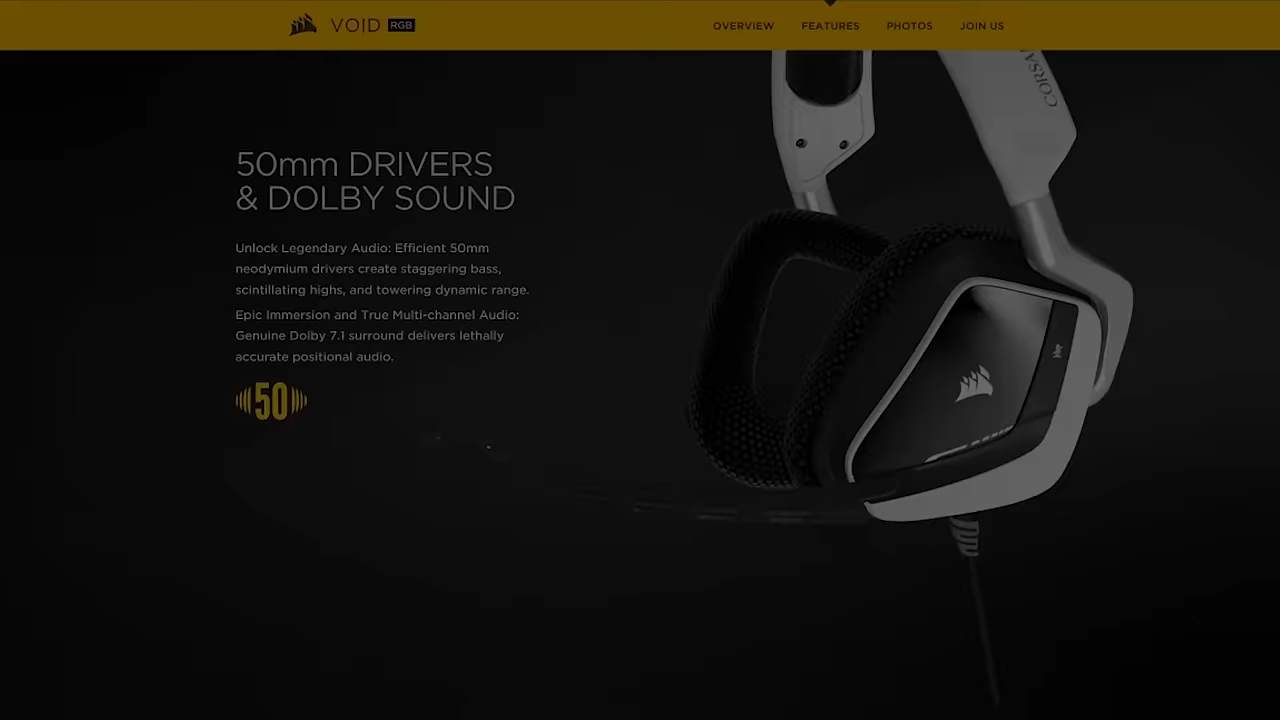 VOID RGB
OVERVIEW FEATURES PHOTOS JOIN US
CORSA
50mm DRIVERS
& DOLBY SOUND
Unlock Legendary Audio: Efficient 50mm
neodymium drivers create staggering bass,
scintillating highs, and towering dynamic range.
Epic Immersion and True Multi-channel Audio:
Genuine Dolby 7.1 surround delivers lethally
accurate positional audio.
50